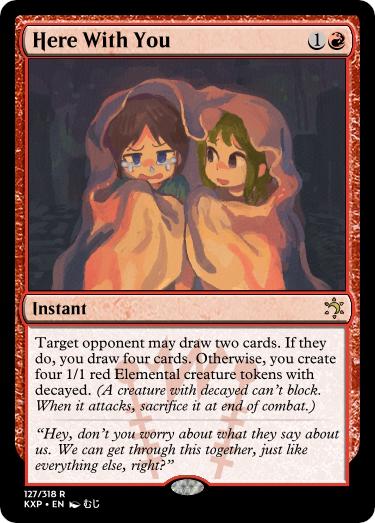 Here With You 1
Instant
Target opponent may draw two cards. If they
do, you draw four cards. Otherwise, you create
four 1/1 red Elemental creature tokens with
decayed. (A creature with decayed can't block.
When it attacks, sacrifice it at end of combat.)
“Hey, don't you worry about what they say about
us. We can get through this together, just like
everything else, right?”
127/318 R
KXP • EN むじ